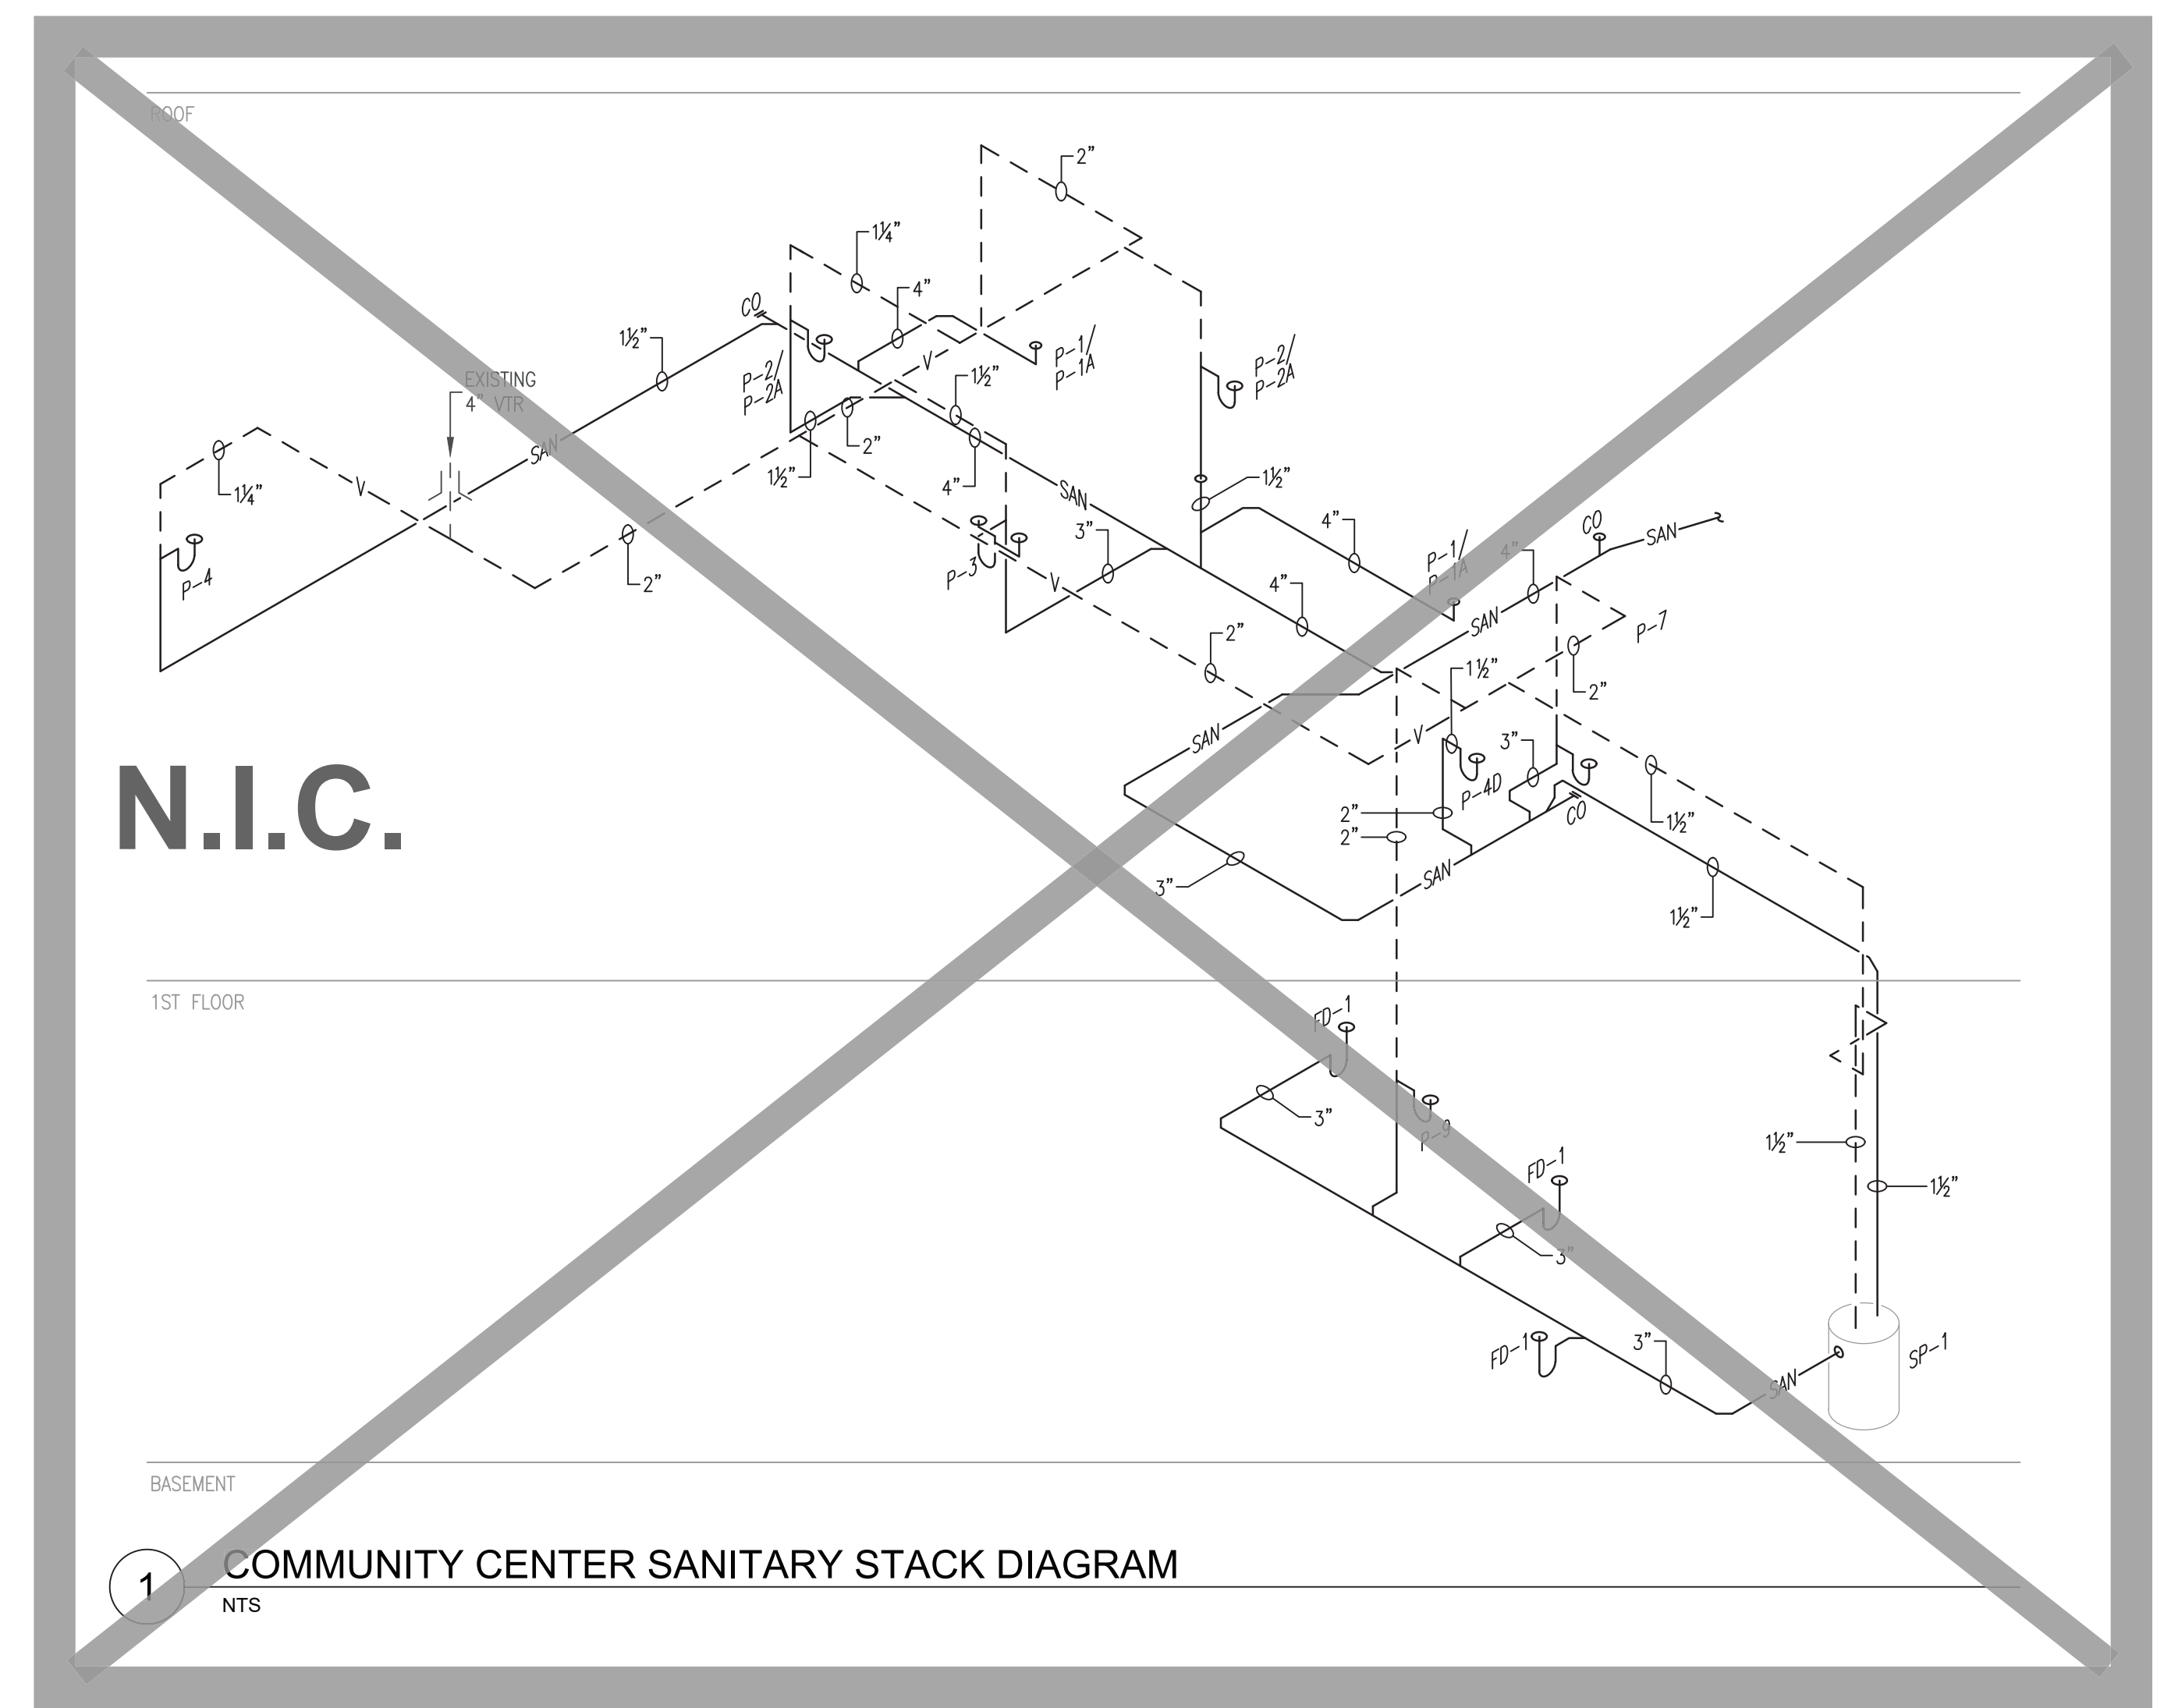 ROOF
2"
1¼"
4"
CO
1½"
P-1/
P-1A
P-2/
P-2A
P-2/
P-2A
EXISTING
4" VTR
V
1½"
SAN
2"
1½"
1¼"
V
4"
SAN
1½"
3"
4"
CO
SAN
P-4
P-3
2"
V
4"
P-1/
P-1A
4"
SAN
P-7
2"
1½"
2"
SAN
V
3"
P-4D
2"
2"
CO
1½"
3"
SAN
1½"
N.I.C.
1ST FLOOR
FD-1
3"
P-9
1½"
FD-1
1½"
3"
FD-1
3"
SAN
SP-1
BASEMENT
1
COMMUNITY CENTER SANITARY STACK DIAGRAM
NTS